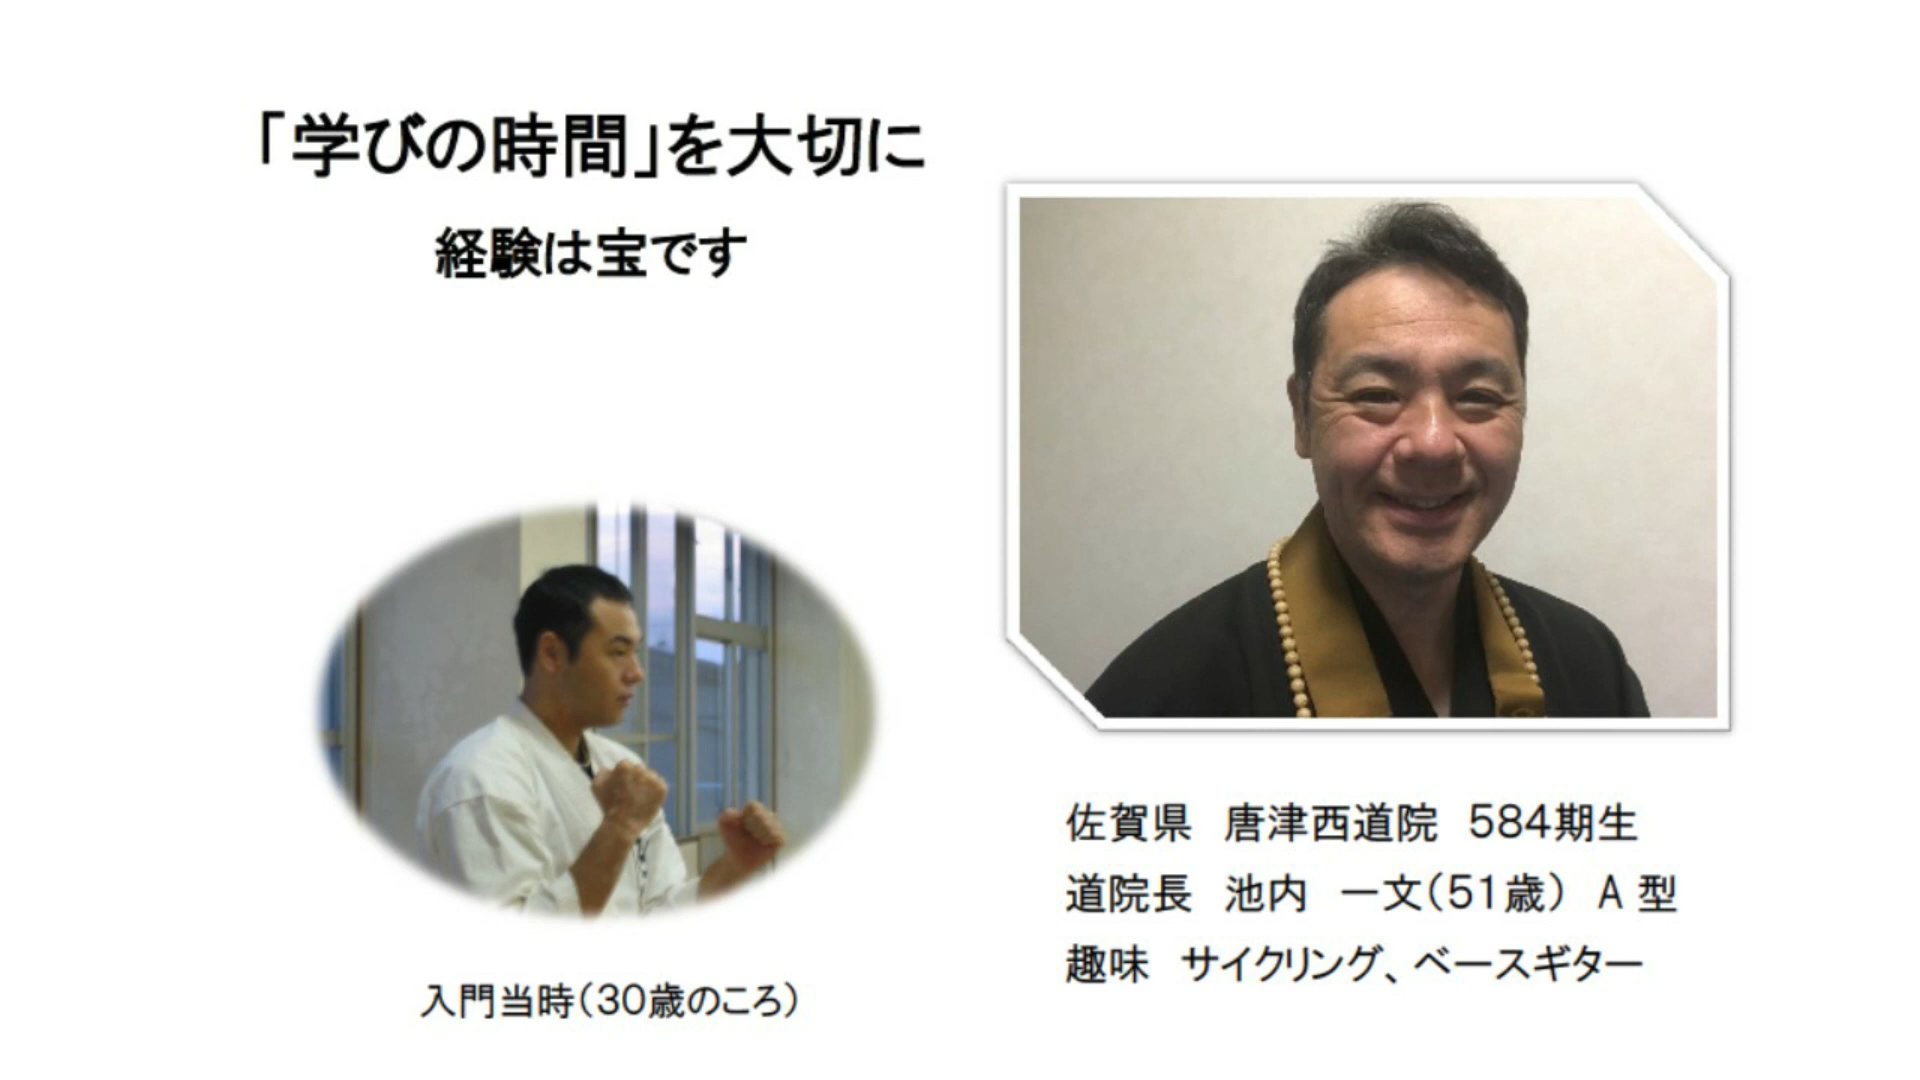 「学びの時間」を大切に
経験は宝です
入門当時（30歳のころ）
佐賀県　唐津西道院　584期生
道院長　池内　一文（51歳）　A 型
趣味　サイクリング、ベースギター